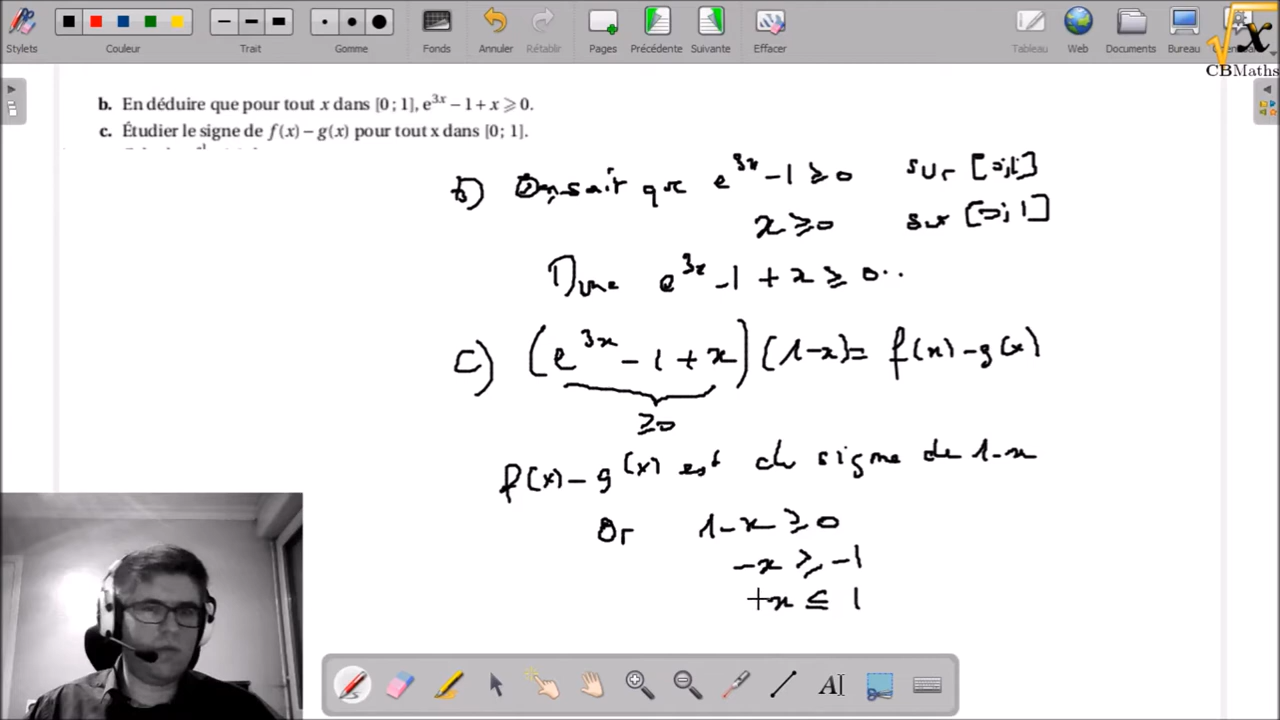 Stylets
Couleur
Trait
Gomme
Fonds
Annuler
Rétablir
Pages
Précédente
Suivante
Effacer
Tableau
Web
Documents
Bureau
CBMaths
b. En déduire que pour tout x dans [0 ; 1], e^{3x} − 1 + x ⩾ 0.
c. Étudier le signe de f(x) − g(x) pour tout x dans [0; 1].
b) On sait que e^{3x} - 1 ⩾ 0 sur [0;1]
x ⩾ 0 sur [0;1]
Donc e^{3x} - 1 + x ⩾ 0..
c) (e^{3x} - 1 + x)(1-x) = f(x) - g(x)
⩾0
f(x) - g(x) est du signe de 1-x
Or 1-x ⩾ 0
-x ⩾ -1
+x ≤ 1
AI